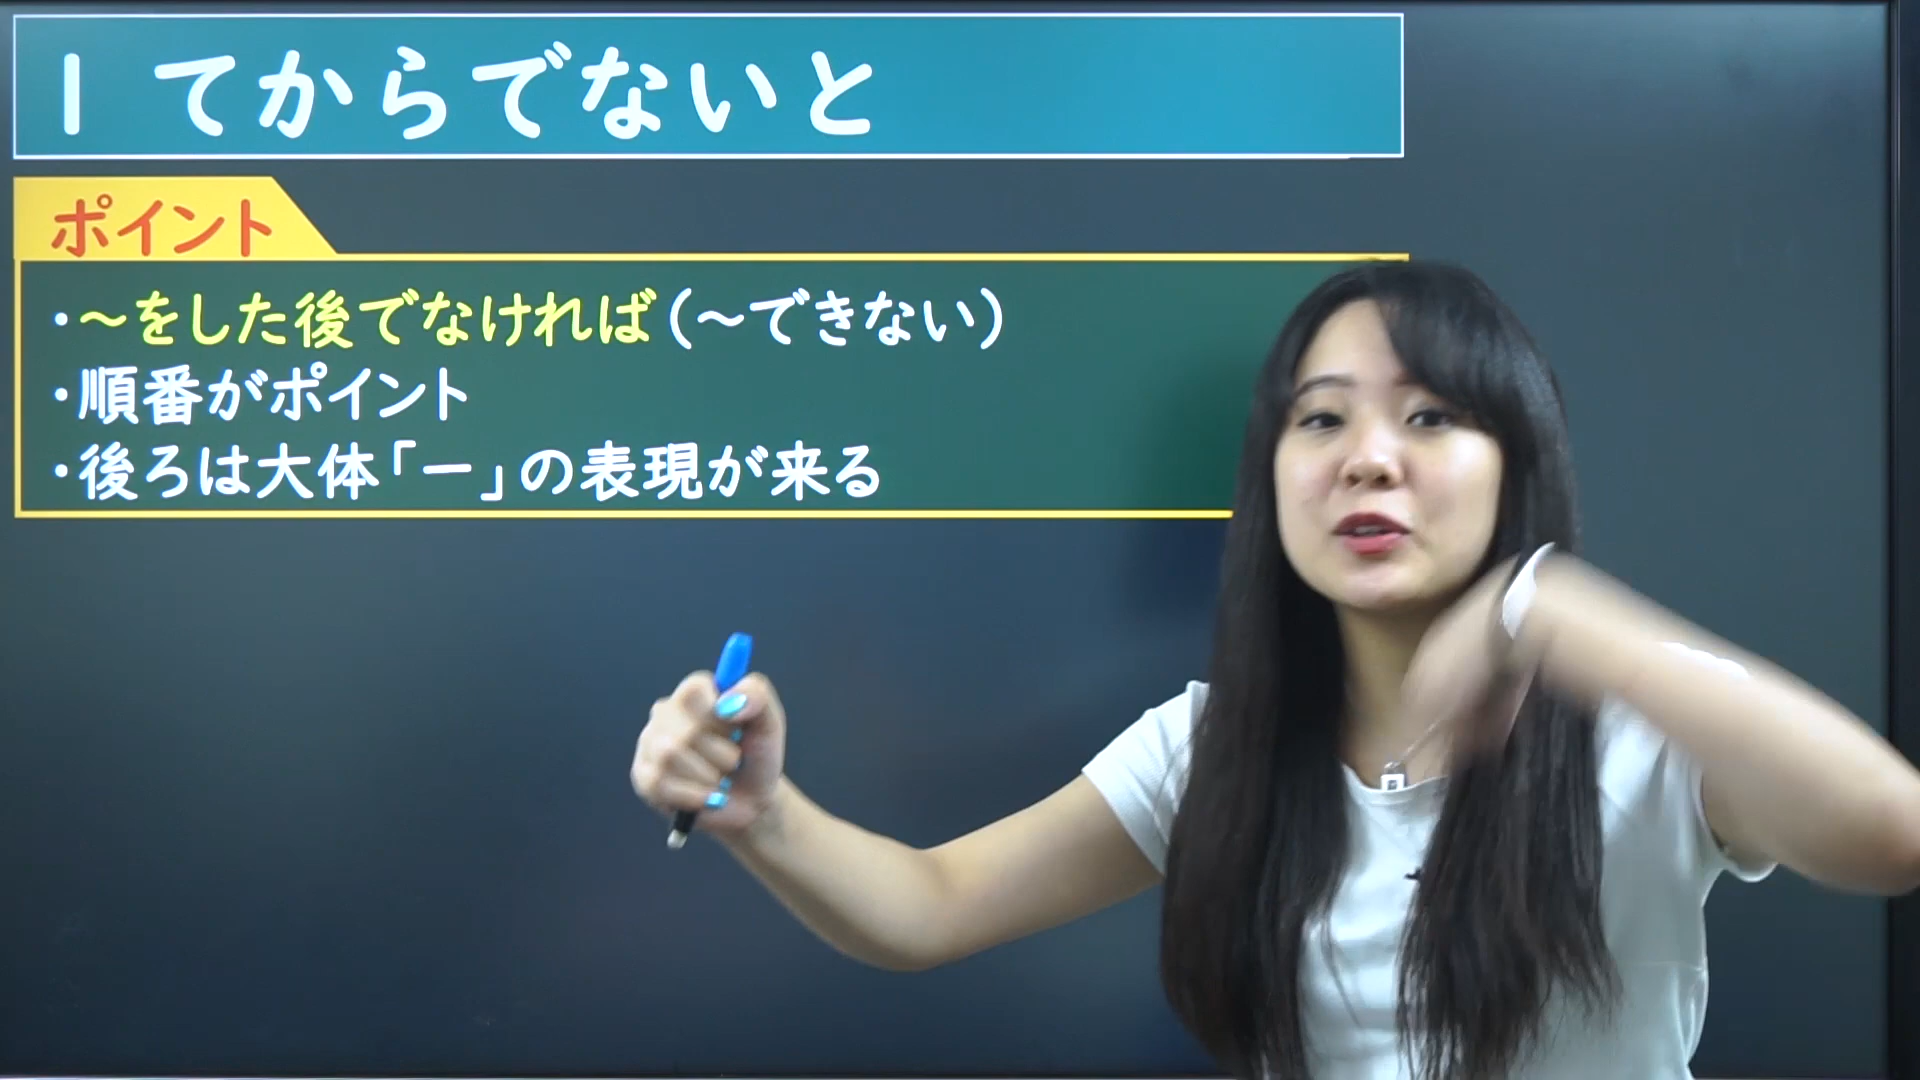 1 てからでないと
ポイント
・～をした後でなければ(～できない)
・順番がポイント
・後ろは大体「ー」の表現が来る